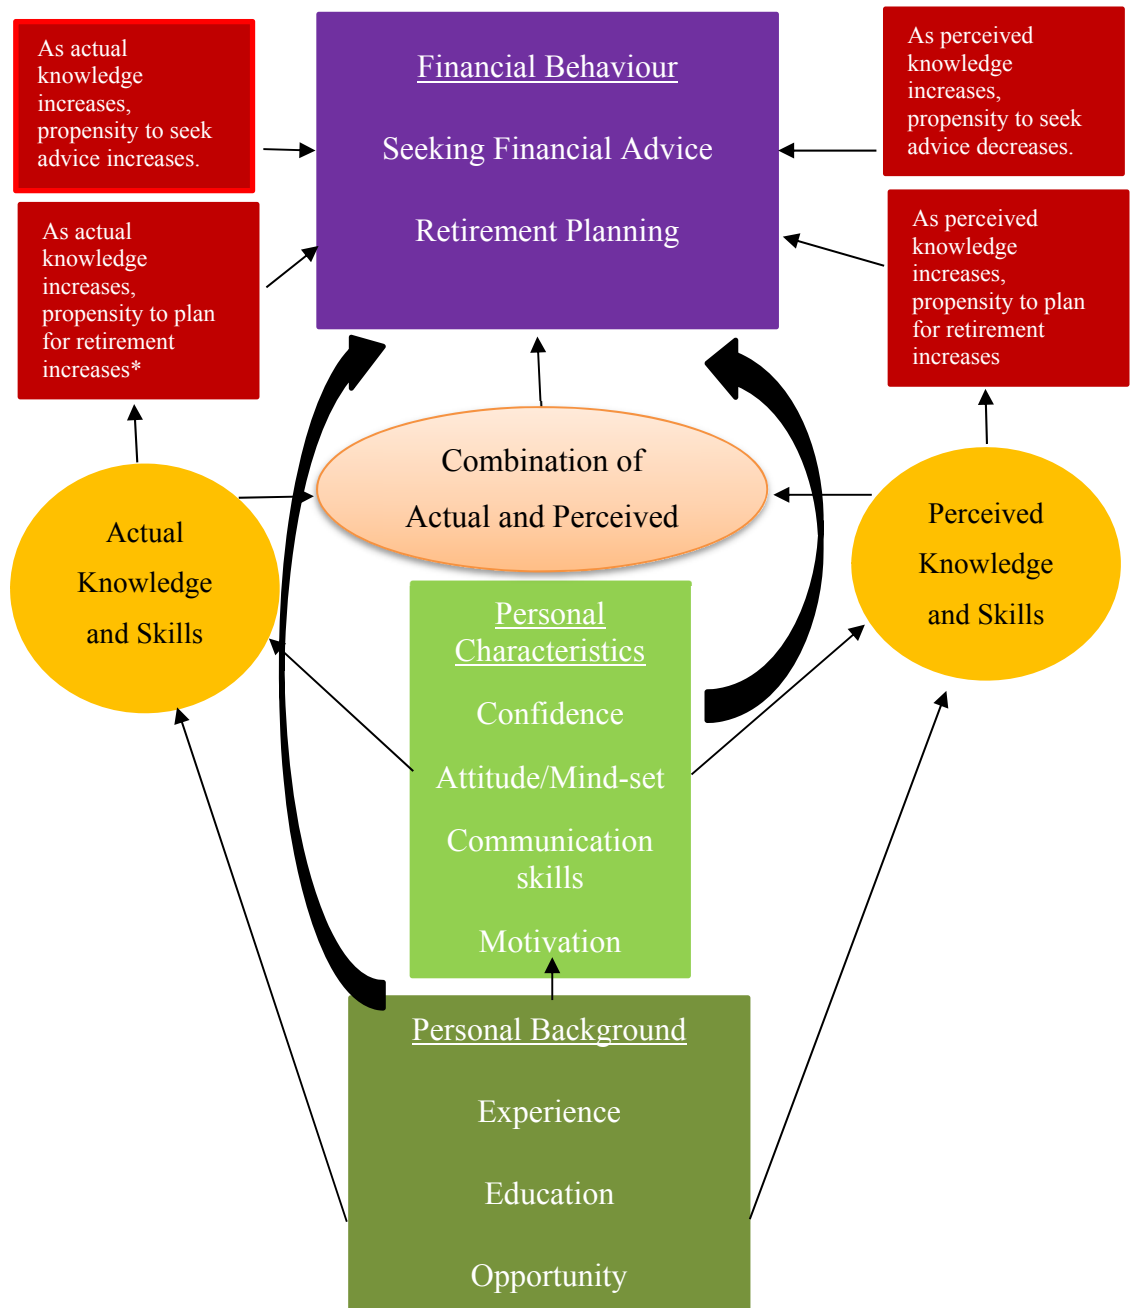 As actual
knowledge
increases,
propensity to seek
advice increases.
Financial Behaviour
Seeking Financial Advice
Retirement Planning
As perceived
knowledge
increases,
propensity to seek
advice decreases.
As actual
knowledge
increases,
propensity to plan
for retirement
increases*
As perceived
knowledge
increases,
propensity to plan
for retirement
increases
Combination of
Actual and Perceived
Actual
Knowledge
and Skills
Perceived
Knowledge
and Skills
Personal
Characteristics
Confidence
Attitude/Mind-set
Communication
skills
Motivation
Personal Background
Experience
Education
Opportunity